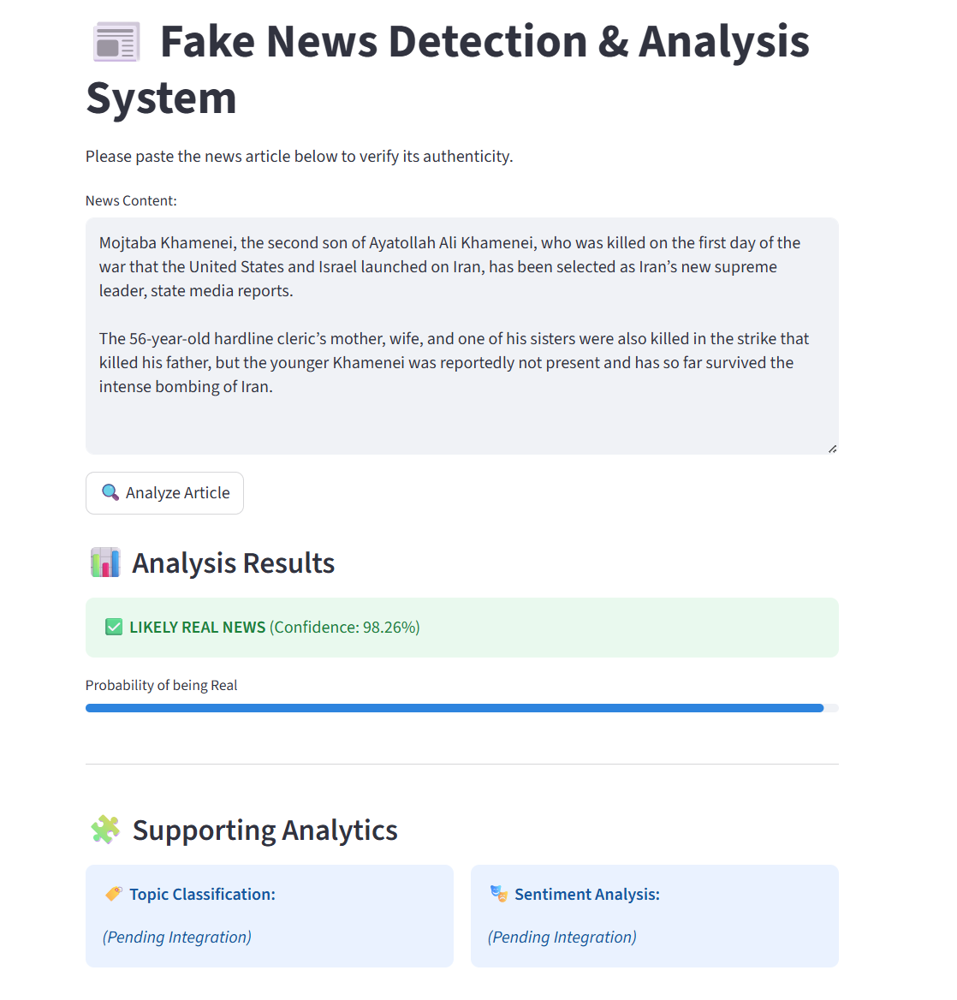 Fake News Detection & Analysis
System
Please paste the news article below to verify its authenticity.
News Content:
Mojtaba Khamenei, the second son of Ayatollah Ali Khamenei, who was killed on the first day of the
war that the United States and Israel launched on Iran, has been selected as Iran’s new supreme
leader, state media reports.
The 56-year-old hardline cleric’s mother, wife, and one of his sisters were also killed in the strike that
killed his father, but the younger Khamenei was reportedly not present and has so far survived the
intense bombing of Iran.
Analyze Article
Analysis Results
LIKELY REAL NEWS (Confidence: 98.26%)
Probability of being Real
Supporting Analytics
Topic Classification:
(Pending Integration)
Sentiment Analysis:
(Pending Integration)